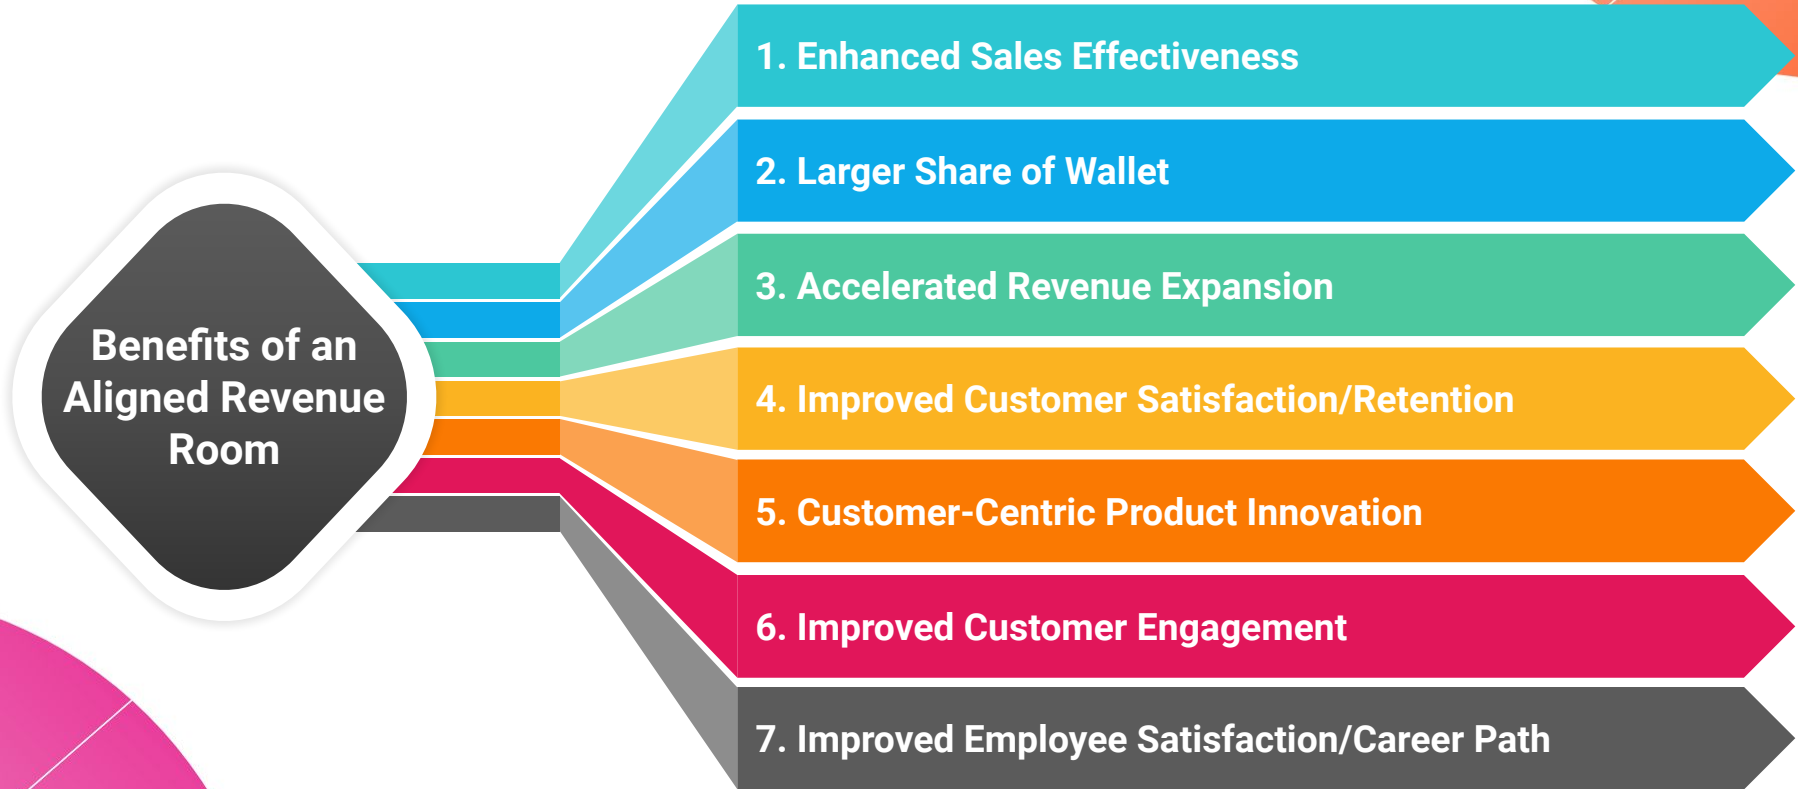 Benefits of an
Aligned Revenue
Room
1. Enhanced Sales Effectiveness
2. Larger Share of Wallet
3. Accelerated Revenue Expansion
4. Improved Customer Satisfaction/Retention
5. Customer-Centric Product Innovation
6. Improved Customer Engagement
7. Improved Employee Satisfaction/Career Path